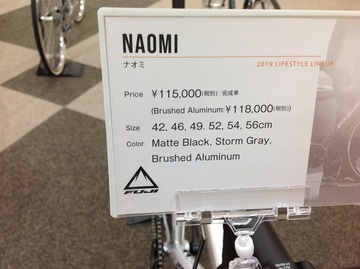 NAOMI
ナオミ
2019 LIFESTYLE LINEUP
Price ¥115,000(税別):完成車
(Brushed Aluminum:¥118,000(税別))
Size 42, 46, 49. 52, 54, 56cm
Color Matte Black, Storm Gray,
Brushed Aluminum
FUJI